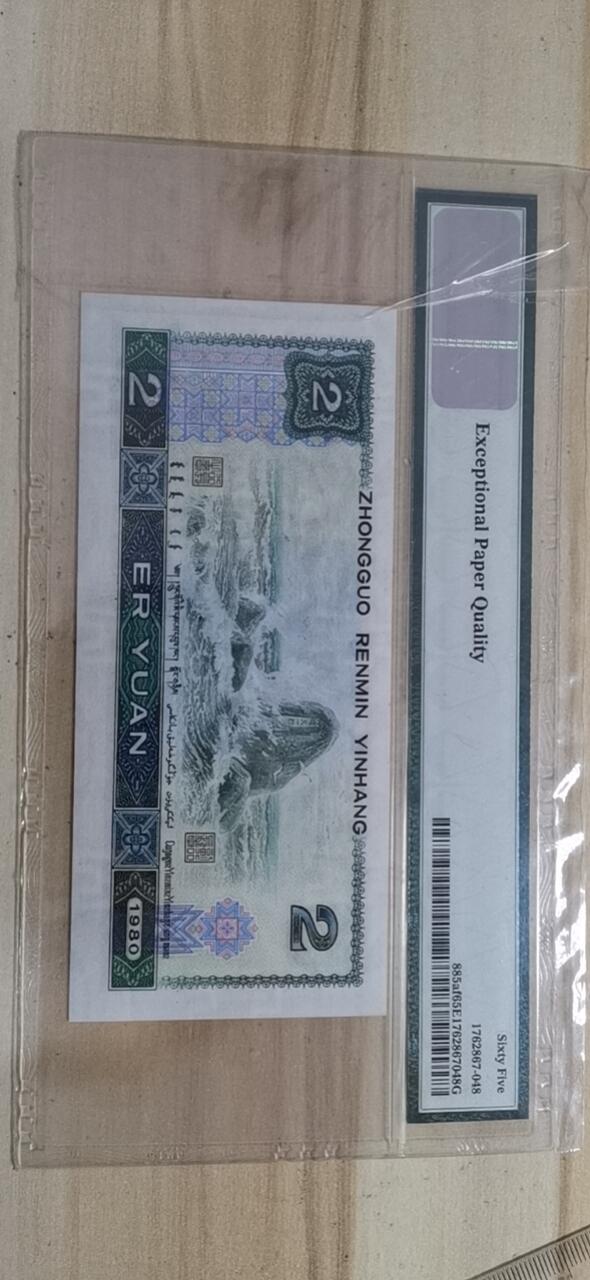 Exceptional Paper Quality
Sixty Five
1762867-048
885af65E1762867048G
ZHONGGUO RENMIN YINHANG
2
2
2
ER YUAN
1980